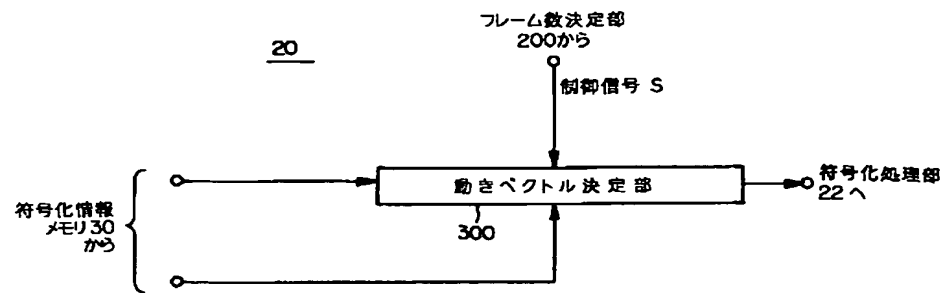 フレーム数決定部
200から
20
制御信号 S
動きベクトル決定部
300
符号化処理部
22へ
符号化情報
メモリ30
から